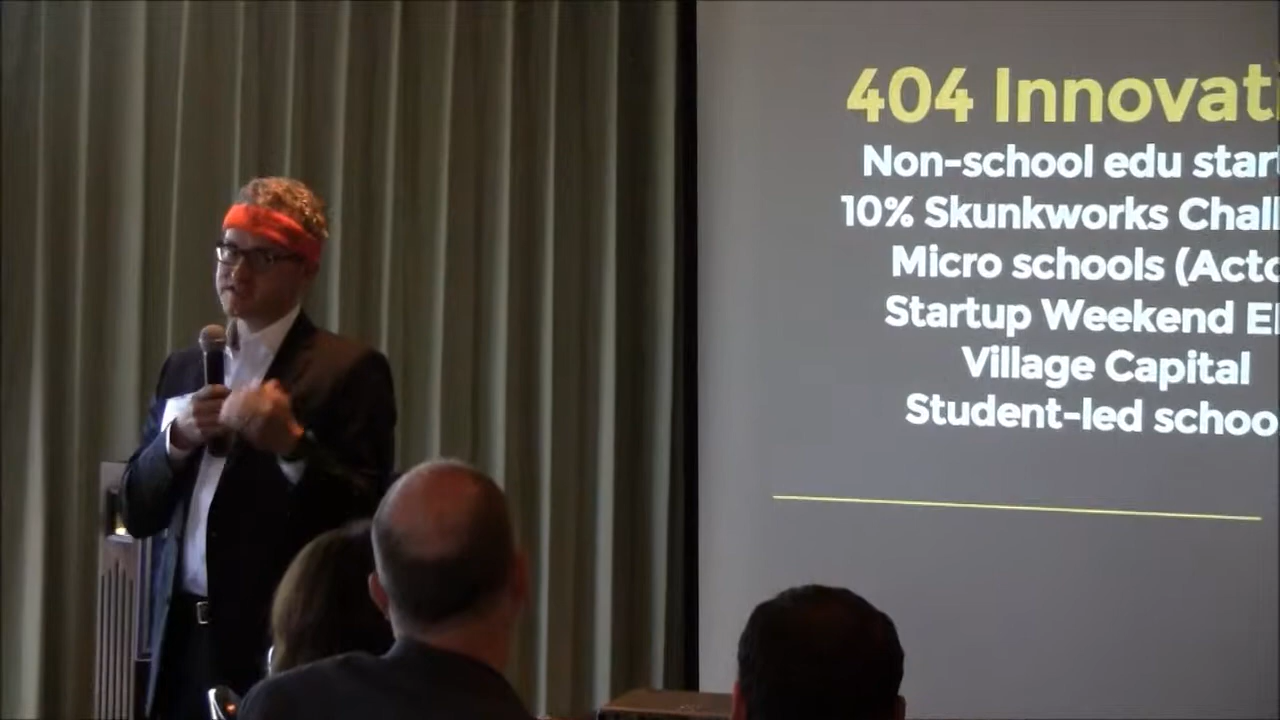 404 Innovati
Non-school edu start
10% Skunkworks Chall
Micro schools (Acto
Startup Weekend E
Village Capital
Student-led schoo